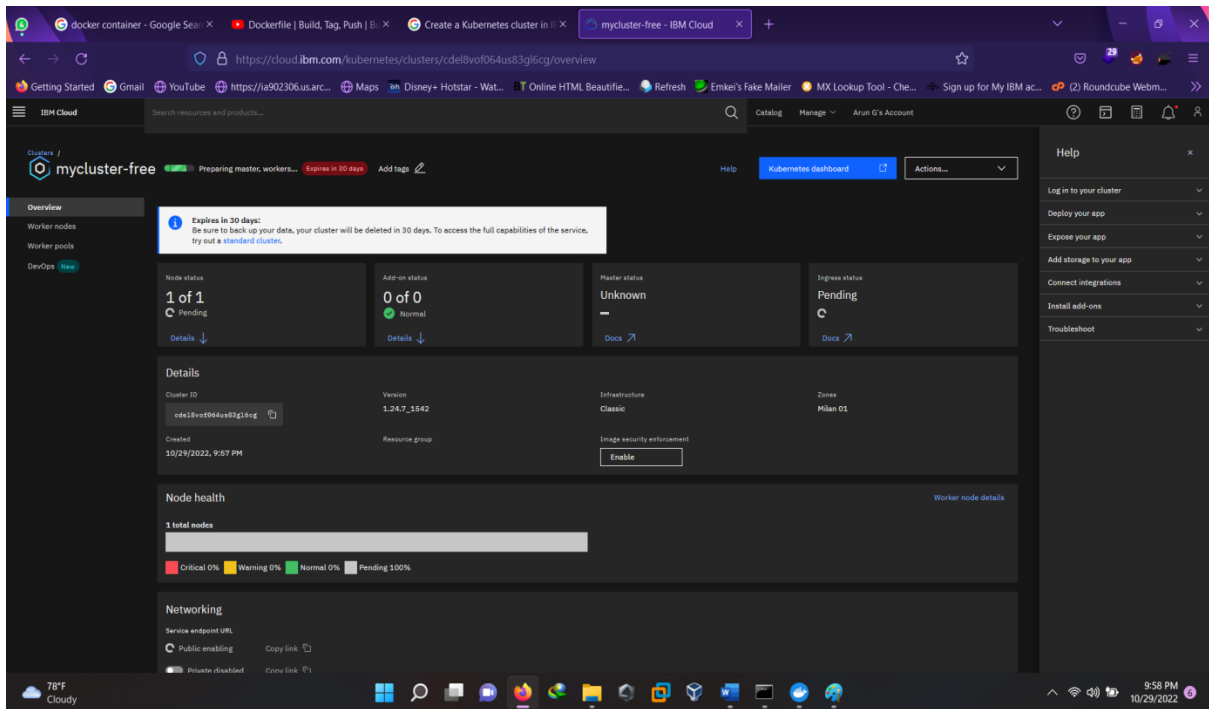 docker container - Google Sear
Dockerfile | Build, Tag, Push | Bu
Create a Kubernetes cluster in IE
mycluster-free - IBM Cloud
https://cloud.ibm.com/kubernetes/clusters/cdel8vof064us83gl6cg/overview
29
Getting Started
Gmail
YouTube
https://ia902306.us.arc...
Maps
Disney+ Hotstar - Wat...
Online HTML Beautifie...
Refresh
Emkei's Fake Mailer
MX Lookup Tool - Che...
Sign up for My IBM ac...
(2) Roundcube Webm...
IBM Cloud
Search resources and products...
Catalog
Manage
Arun G's Account
Clusters /
mycluster-free
Preparing master, workers...
Expires in 30 days
Add tags
Help
Kubernetes dashboard
Actions...
Overview
Worker nodes
Worker pools
DevOps New
Expires in 30 days:
Be sure to back up your data, your cluster will be deleted in 30 days. To access the full capabilities of the service,
try out a standard cluster.
Node status
1 of 1
Pending
Details
Add-on status
0 of 0
Normal
Details
Master status
Unknown
–
Docs
Ingress status
Pending
Docs
Details
Cluster ID
cdel8vof064us83gl6cg
Version
1.24.7_1542
Infrastructure
Classic
Zones
Milan 01
Created
10/29/2022, 9:57 PM
Resource group
Image security enforcement
Enable
Node health
Worker node details
1 total nodes
Critical 0%
Warning 0%
Normal 0%
Pending 100%
Networking
Service endpoint URL
Public enabling
Copy link
Private disabled
Copy link
Help
Log in to your cluster
Deploy your app
Expose your app
Add storage to your app
Connect integrations
Install add-ons
Troubleshoot
78°F
Cloudy
9:58 PM
10/29/2022
6